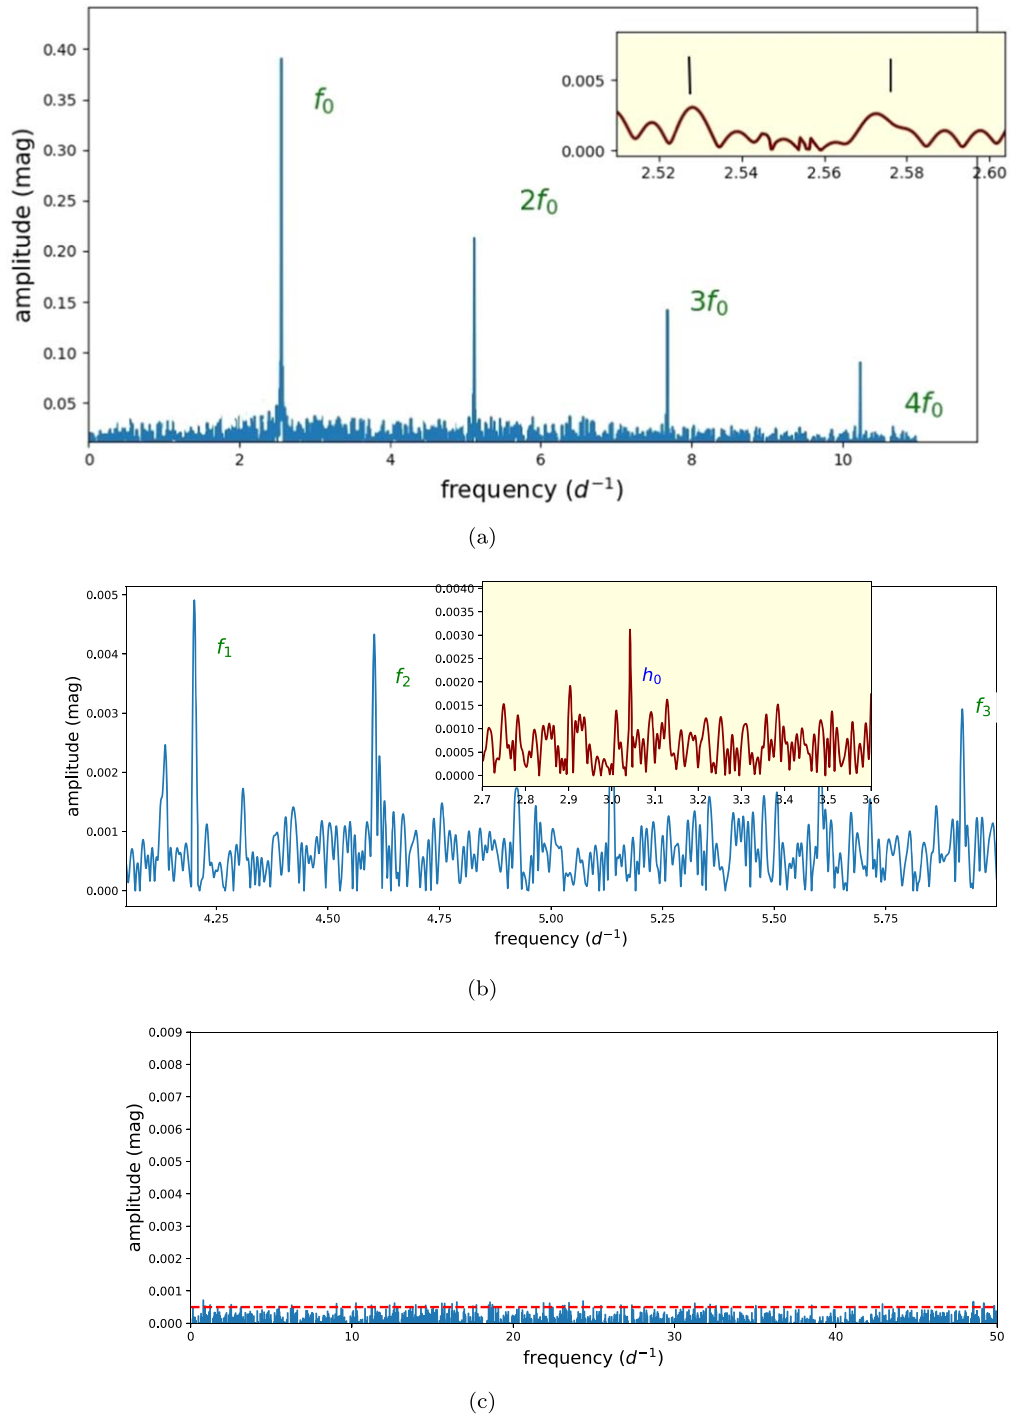 0.40
0.35
0.30
0.25
0.20
0.15
0.10
0.05
amplitude (mag)
f₀
2f₀
3f₀
4f₀
0.005
0.000
2.52 2.54 2.56 2.58 2.60
0 2 4 6 8 10
frequency (d⁻¹)
(a)
0.005
0.004
0.003
0.002
0.001
0.000
amplitude (mag)
f₁
f₂
0.0040
0.0035
0.0030
0.0025
0.0020
0.0015
0.0010
0.0005
0.0000
h₀
2.7 2.8 2.9 3.0 3.1 3.2 3.3 3.4 3.5 3.6
f₃
4.25 4.50 4.75 5.00 5.25 5.50 5.75
frequency (d⁻¹)
(b)
0.009
0.008
0.007
0.006
0.005
0.004
0.003
0.002
0.001
0.000
amplitude (mag)
0 10 20 30 40 50
frequency (d⁻¹)
(c)